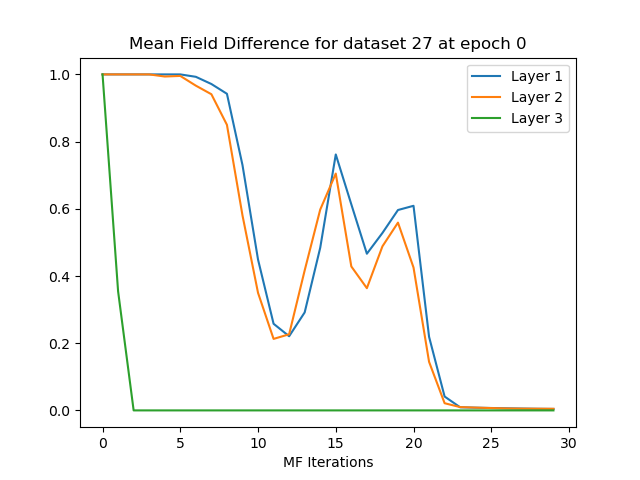 Mean Field Difference for dataset 27 at epoch 0
Layer 1
Layer 2
Layer 3
1.0
0.8
0.6
0.4
0.2
0.0
0 5 10 15 20 25 30
MF Iterations